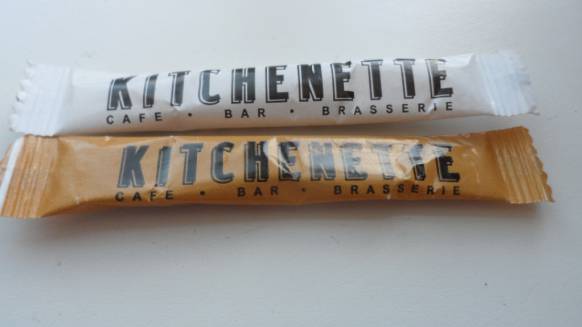 KITCHENETTE
CAFE • BAR • BRASSERIE
KITCHENETTE
CAFE • BAR • BRASSERIE